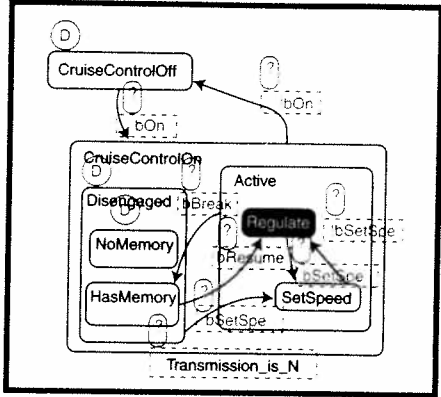 D
CruiseControlOff
?
?
bOn
!bOn
CruiseControlOn
D
?
Active
?
Disengaged
bBreak
D
Regulate
!bSetSpe
NoMemory
?
?
bResume
bSetSpe
HasMemory
?
SetSpeed
?
bSetSpe
Transmission_is_N